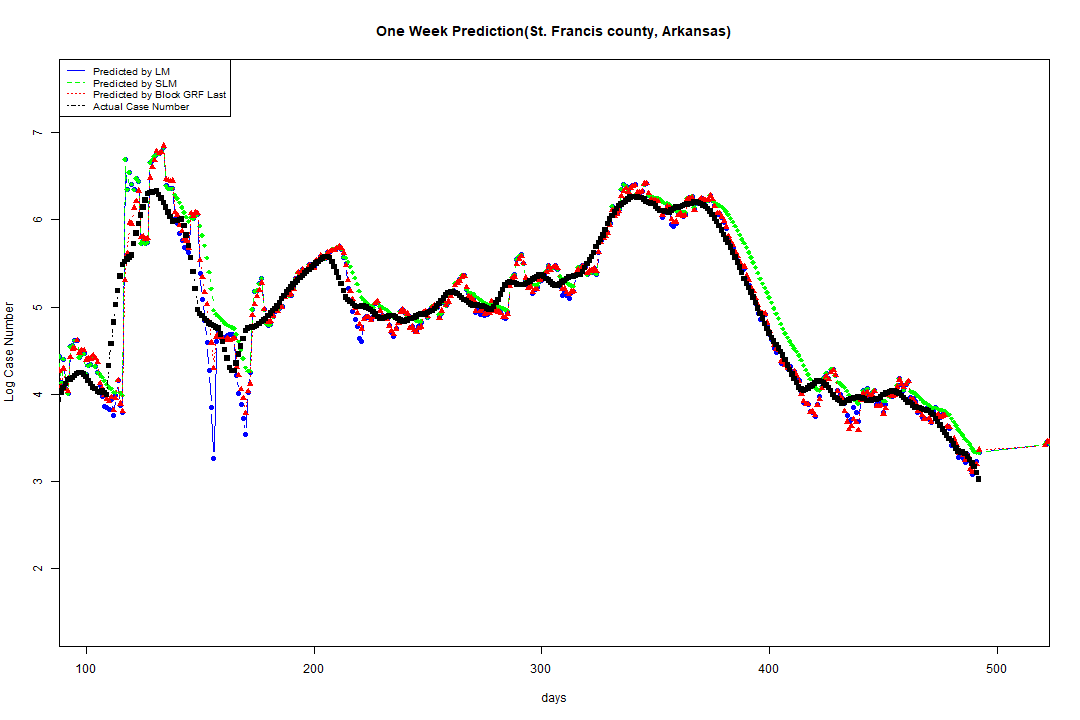 One Week Prediction(St. Francis county, Arkansas)
Predicted by LM
Predicted by SLM
Predicted by Block GRF Last
Actual Case Number
7
6
5
4
3
2
Log Case Number
100 200 300 400 500
days